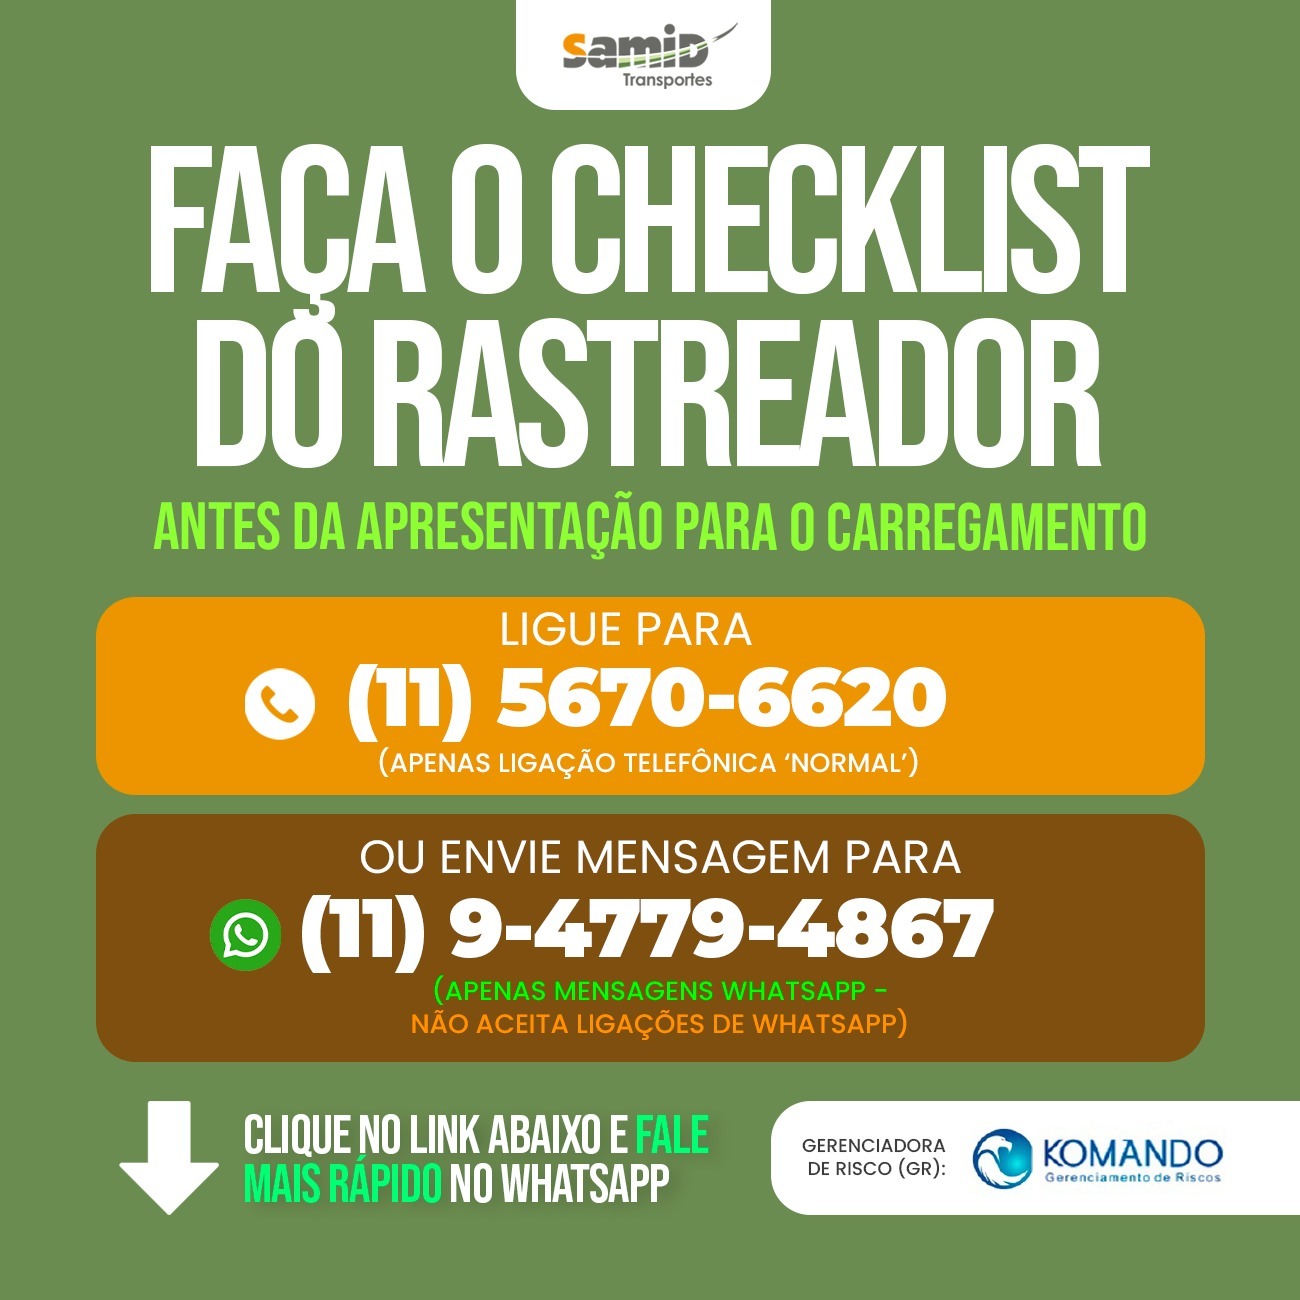 SamiD
Transportes
FAÇA O CHECKLIST
DO RASTREADOR
ANTES DA APRESENTAÇÃO PARA O CARREGAMENTO
LIGUE PARA
(11) 5670-6620
(APENAS LIGAÇÃO TELEFÔNICA ‘NORMAL’)
OU ENVIE MENSAGEM PARA
(11) 9-4779-4867
(APENAS MENSAGENS WHATSAPP -
NÃO ACEITA LIGAÇÕES DE WHATSAPP)
CLIQUE NO LINK ABAIXO E FALE
MAIS RÁPIDO NO WHATSAPP
GERENCIADORA
DE RISCO (GR):
KOMANDO
Gerenciamento de Riscos